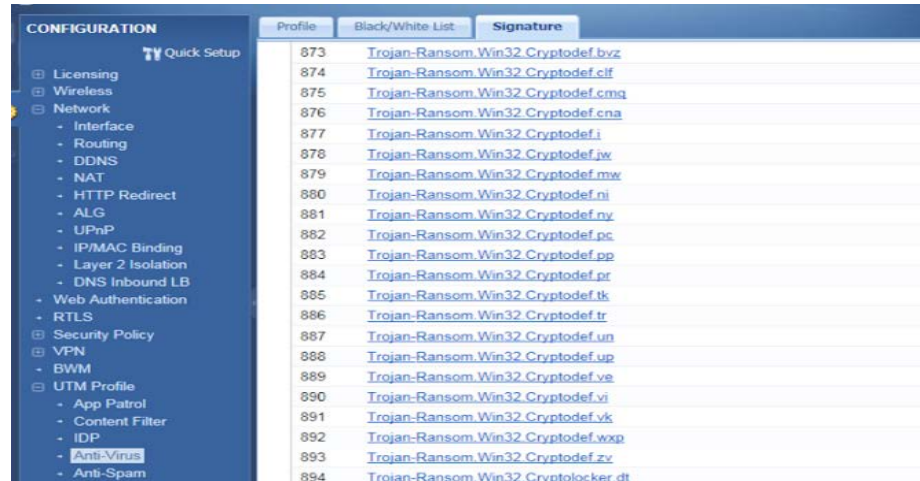 CONFIGURATION
Quick Setup
Licensing
Wireless
Network
Interface
Routing
DDNS
NAT
HTTP Redirect
ALG
UPnP
IP/MAC Binding
Layer 2 Isolation
DNS Inbound LB
Web Authentication
RTLS
Security Policy
VPN
BWM
UTM Profile
App Patrol
Content Filter
IDP
Anti-Virus
Anti-Spam
Profile Black/White List Signature
873 Trojan-Ransom.Win32.Cryptodef.bvz
874 Trojan-Ransom.Win32.Cryptodef.clf
875 Trojan-Ransom.Win32.Cryptodef.cmq
876 Trojan-Ransom.Win32.Cryptodef.cna
877 Trojan-Ransom.Win32.Cryptodef.i
878 Trojan-Ransom.Win32.Cryptodef.jw
879 Trojan-Ransom.Win32.Cryptodef.mw
880 Trojan-Ransom.Win32.Cryptodef.ni
881 Trojan-Ransom.Win32.Cryptodef.ny
882 Trojan-Ransom.Win32.Cryptodef.pc
883 Trojan-Ransom.Win32.Cryptodef.pp
884 Trojan-Ransom.Win32.Cryptodef.pr
885 Trojan-Ransom.Win32.Cryptodef.tk
886 Trojan-Ransom.Win32.Cryptodef.tr
887 Trojan-Ransom.Win32.Cryptodef.un
888 Trojan-Ransom.Win32.Cryptodef.up
889 Trojan-Ransom.Win32.Cryptodef.ve
890 Trojan-Ransom.Win32.Cryptodef.vi
891 Trojan-Ransom.Win32.Cryptodef.vk
892 Trojan-Ransom.Win32.Cryptodef.wxp
893 Trojan-Ransom.Win32.Cryptodef.zv
894 Trojan-Ransom.Win32.Cryptolocker.dt